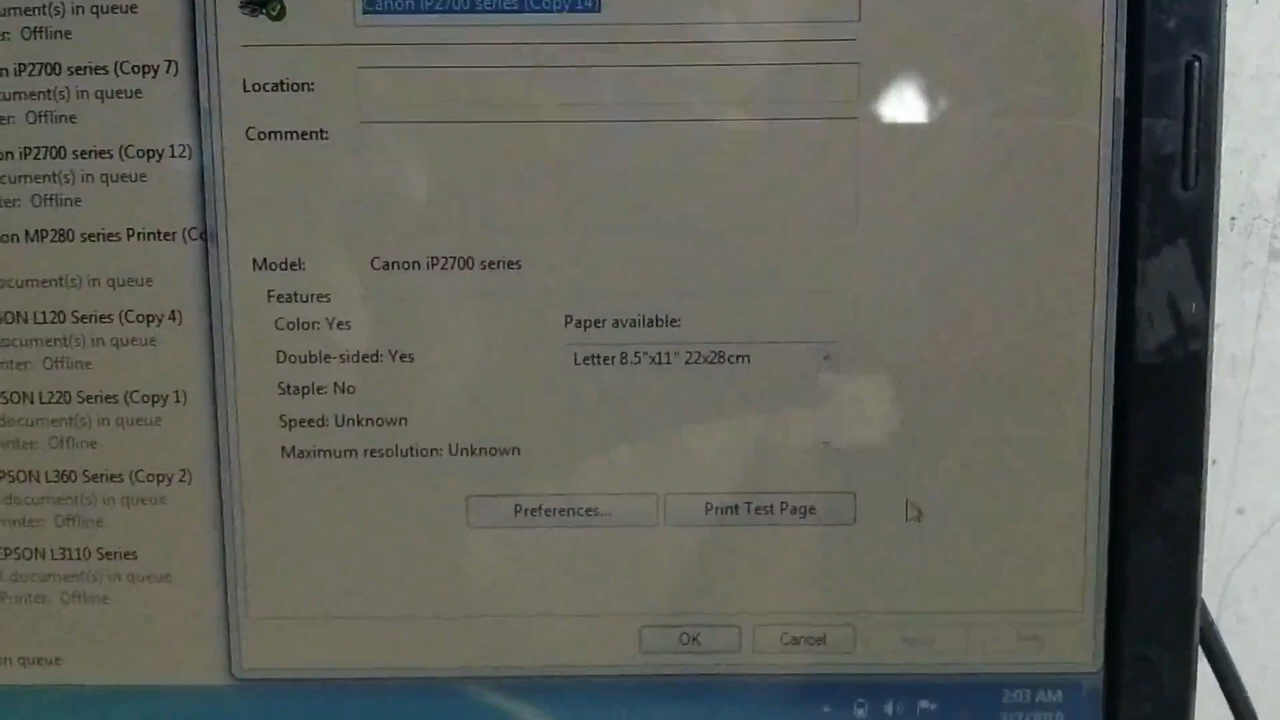 ument(s) in queue
er: Offline
n iP2700 series (Copy 7)
cument(s) in queue
er: Offline
on iP2700 series (Copy 12)
cument(s) in queue
ter: Offline
on MP280 series Printer (Co
ocument(s) in queue
SON L120 Series (Copy 4)
ocument(s) in queue
nter: Offline
SON L220 Series (Copy 1)
document(s) in queue
inter: Offline
PSON L360 Series (Copy 2)
document(s) in queue
rinter: Offline
EPSON L3110 Series
document(s) in queue
Printer: Offline
in queue
Canon iP2700 series (Copy 14)
Location:
Comment:
Model: Canon iP2700 series
Features
Color: Yes
Double-sided: Yes
Staple: No
Speed: Unknown
Maximum resolution: Unknown
Paper available:
Letter 8.5"x11" 22x28cm
Preferences...
Print Test Page
OK
Cancel
2:03 AM